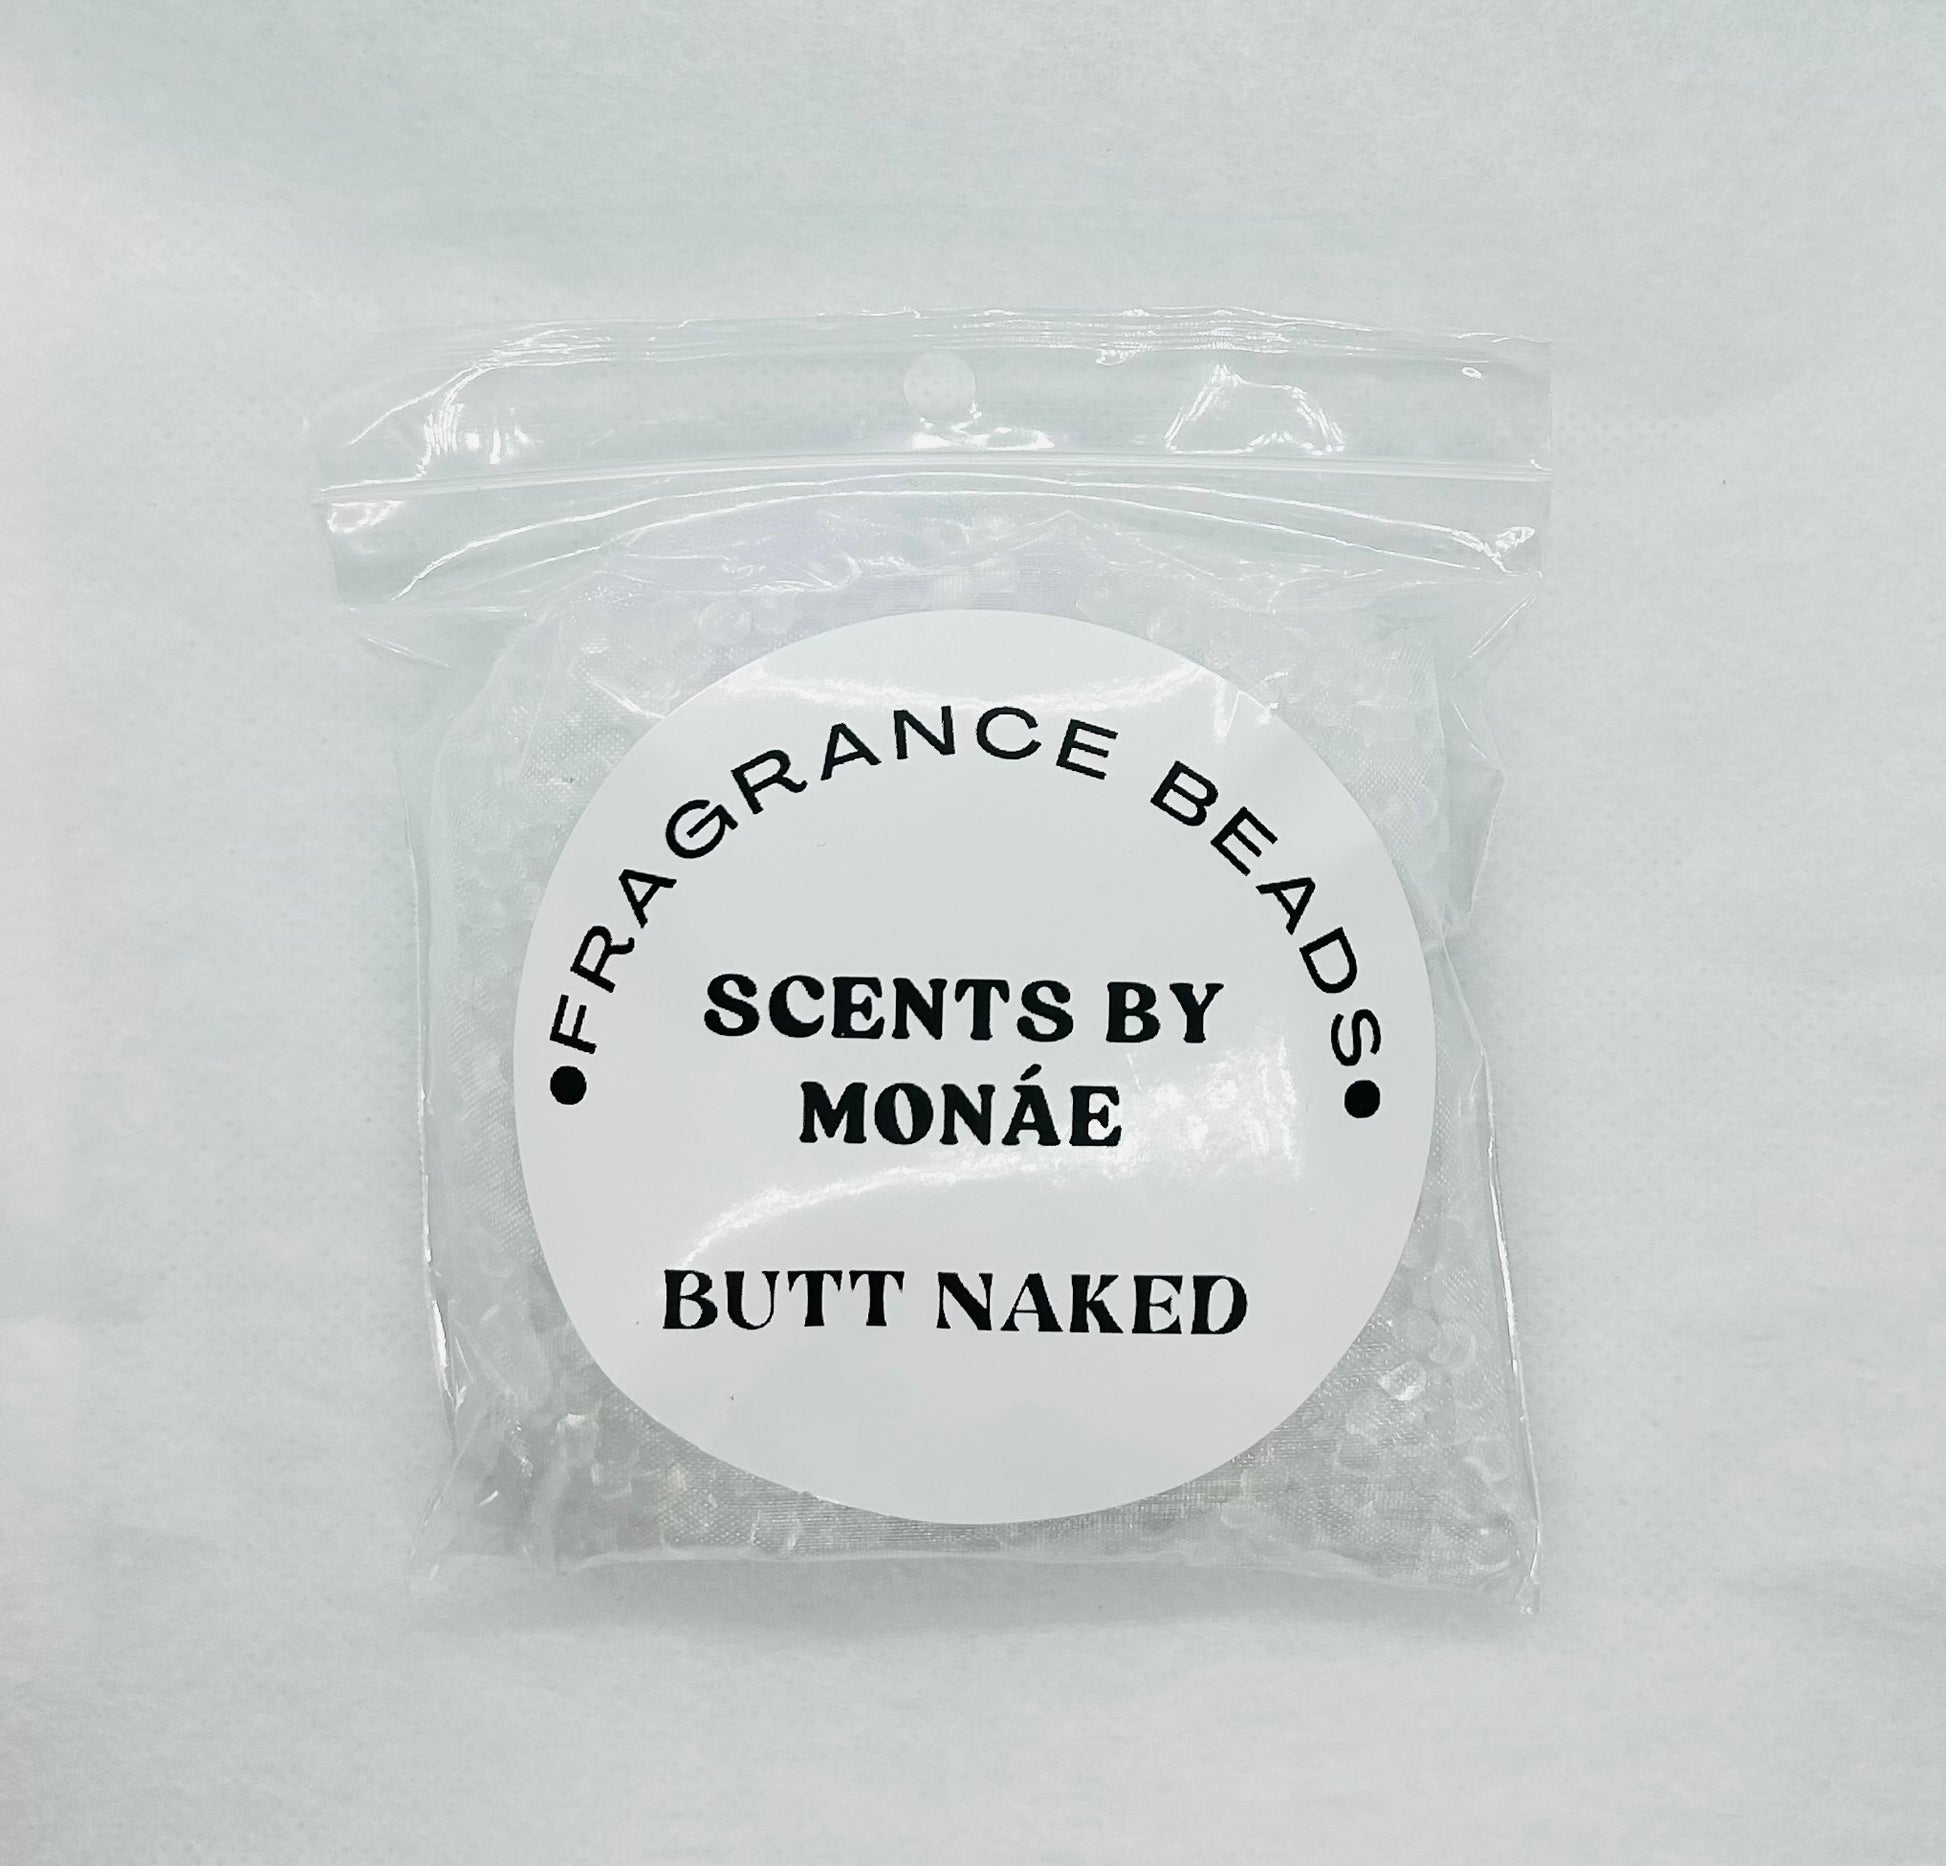 •FRAGRANCE BEADS•
SCENTS BY
MONÁE
BUTT NAKED